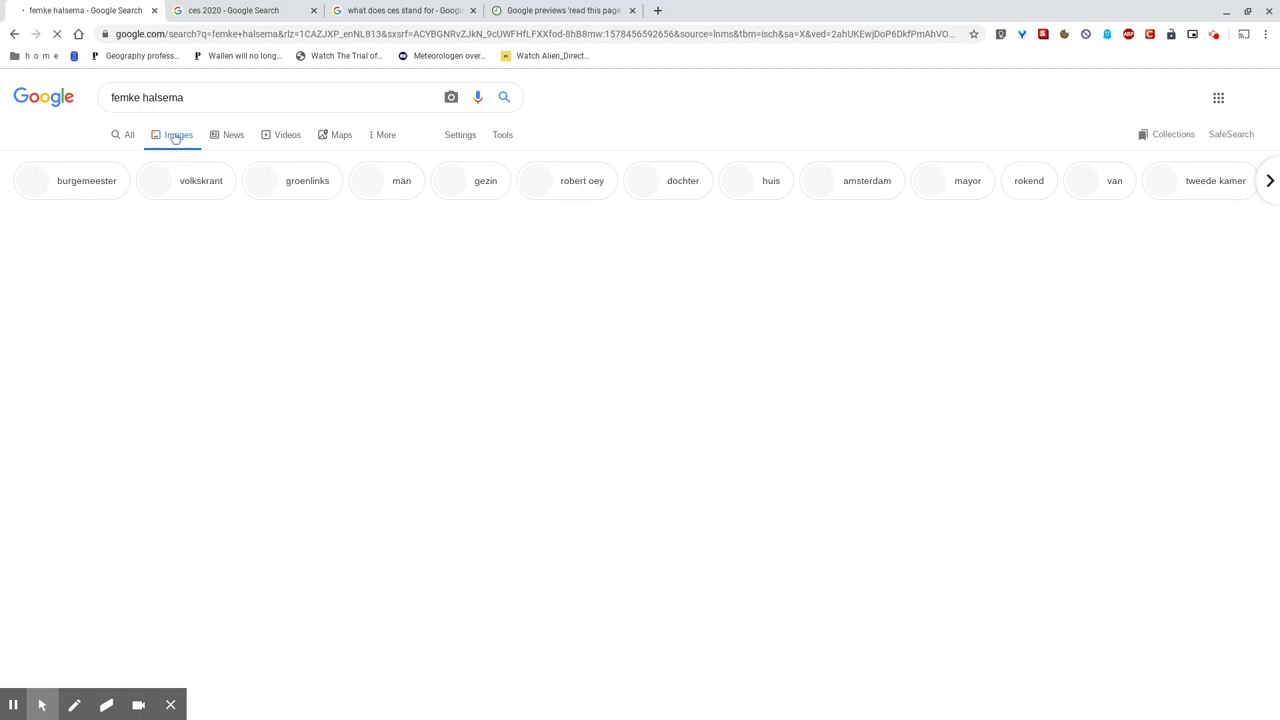 femke halsema - Google Search ces 2020 - Google Search what does ces stand for - Googl Google previews 'read this page'
google.com/search?q=femke+halsema&rlz=1CAZJXP_enNL813&sxsrf=ACYBGNRvZJkN_9cUWFHfLFXXfod-8hB8mw:1578456592656&source=lnms&tbm=isch&sa=X&ved=2ahUKEwjDoP6DkfPmAhVO...
h o m e Geography profess... Wallen will no long... Watch The Trial of... Meteorologen over... Watch Alien_Direct...
Google femke halsema
All Images News Videos Maps More Settings Tools Collections SafeSearch
burgemeester volkskrant groenlinks man gezin robert oey dochter huis amsterdam mayor rokend van tweede kamer